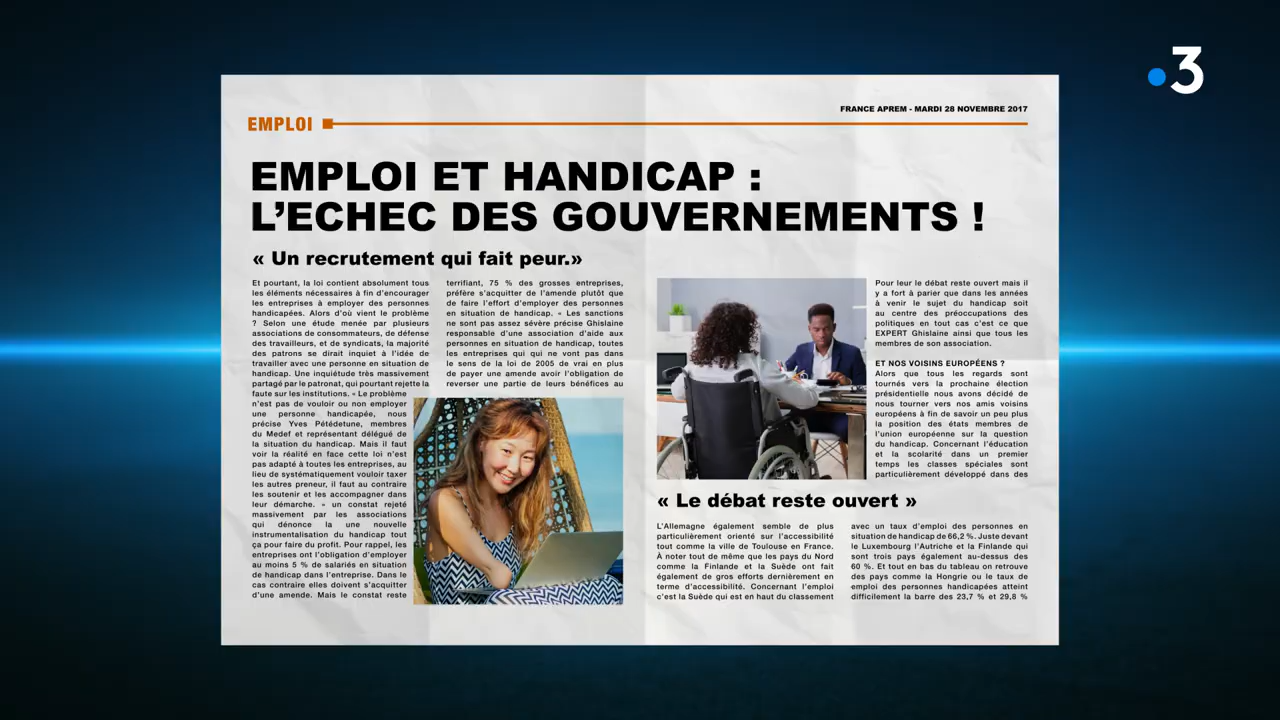 3
FRANCE APREM - MARDI 28 NOVEMBRE 2017
EMPLOI
EMPLOI ET HANDICAP :
L'ECHEC DES GOUVERNEMENTS !
« Un recrutement qui fait peur.»
Et pourtant, la loi contient absolument tous
les éléments nécessaires à fin d'encourager
les entreprises à employer des personnes
handicapées. Alors d'où vient le problème
? Selon une étude menée par plusieurs
associations de consommateurs, de défense
des travailleurs, et de syndicats, la majorité
des patrons se dirait inquiet à l'idée de
travailler avec une personne en situation de
handicap. Une inquiétude très massivement
partagé par le patronat, qui pourtant rejette la
faute sur les institutions. « Le problème
n'est pas de vouloir ou non employer
une personne handicapée, nous
précise Yves Pétédetune, membres
du Medef et représentant délégué de
la situation du handicap. Mais il faut
voir la réalité en face cette loi n'est
pas adapté à toutes les entreprises, au
lieu de systématiquement vouloir taxer
les autres preneur, il faut au contraire
les soutenir et les accompagner dans
leur démarche. » un constat rejeté
massivement par les associations
qui dénonce la une nouvelle
instrumentalisation du handicap tout
ça pour faire du profit. Pour rappel, les
entreprises ont l'obligation d'employer
au moins 5 % de salariés en situation
de handicap dans l'entreprise. Dans le
cas contraire elles doivent s'acquitter
d'une amende. Mais le constat reste
terrifiant, 75 % des grosses entreprises,
préfère s'acquitter de l'amende plutôt que
de faire l'effort d'employer des personnes
en situation de handicap. « Les sanctions
ne sont pas assez sévère précise Ghislaine
responsable d'une association d'aide aux
personnes en situation de handicap, toutes
les entreprises qui qui ne vont pas dans
le sens de la loi de 2005 de vrai en plus
de payer une amende avoir l'obligation de
reverser une partie de leurs bénéfices au
Pour leur le débat reste ouvert mais il
y a fort à parier que dans les années
à venir le sujet du handicap soit
au centre des préoccupations des
politiques en tout cas c'est ce que
EXPERT Ghislaine ainsi que tous les
membres de son association.
ET NOS VOISINS EUROPÉENS ?
Alors que tous les regards sont
tournés vers la prochaine élection
présidentielle nous avons décidé de
nous tourner vers nos amis voisins
européens à fin de savoir un peu plus
la position des états membres de
l'union européenne sur la question
du handicap. Concernant l'éducation
et la scolarité dans un premier
temps les classes spéciales sont
particulièrement développé dans des
« Le débat reste ouvert »
L'Allemagne également semble de plus
particulièrement orienté sur l'accessibilité
tout comme la ville de Toulouse en France.
À noter tout de même que les pays du Nord
comme la Finlande et la Suède ont fait
également de gros efforts dernièrement en
terme d'accessibilité. Concernant l'emploi
c'est la Suède qui est en haut du classement
avec un taux d'emploi des personnes en
situation de handicap de 66,2 %. Juste devant
le Luxembourg l'Autriche et la Finlande qui
sont trois pays également au-dessus des
60 %. Et tout en bas du tableau on retrouve
des pays comme la Hongrie ou le taux de
emploi des personnes handicapées atteint
difficilement la barre des 23,7 % et 29,8 %